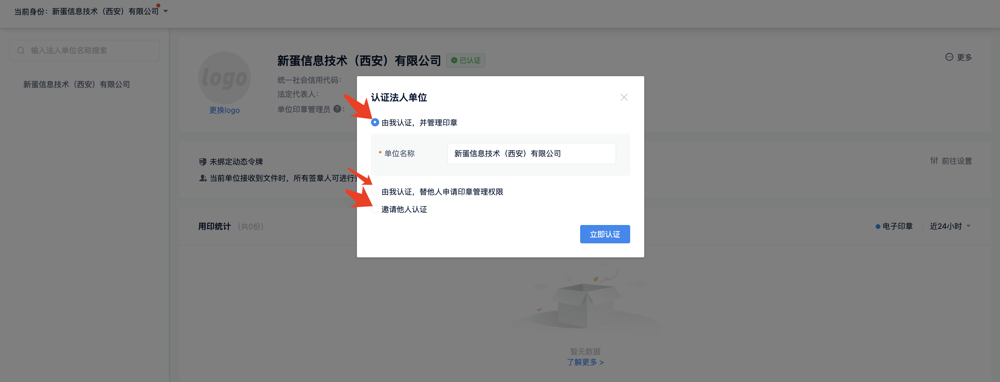 当前身份：新蛋信息技术（西安）有限公司
输入法人单位名称搜索
新蛋信息技术（西安）有限公司
logo
更换logo
新蛋信息技术（西安）有限公司 已认证
更多
统一社会信用代码：
法定代表人：
单位印章管理员 ? ：
认证法人单位
由我认证，并管理印章
* 单位名称 新蛋信息技术（西安）有限公司
由我认证，替他人申请印章管理权限
邀请他人认证
立即认证
未绑定动态令牌
前往设置
当前单位接收到文件时，所有签章人可进行
用印统计 （共0份）
电子印章 近24小时
暂无数据
了解更多 >